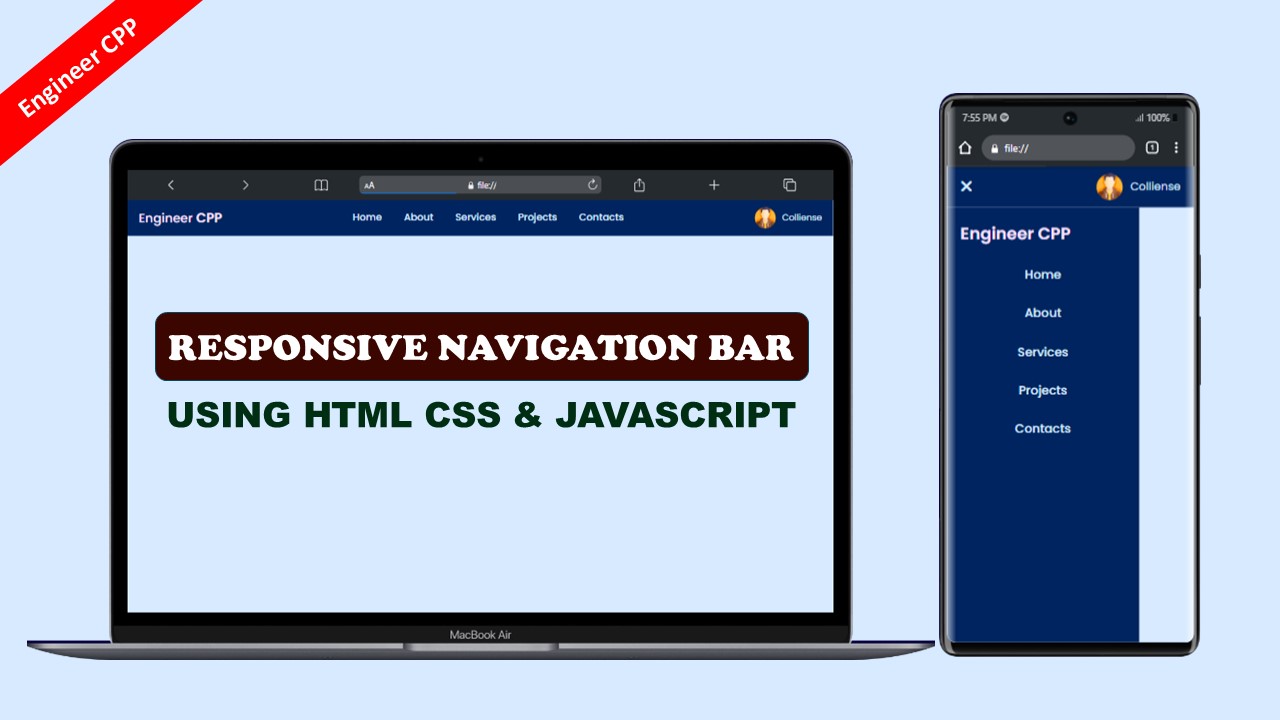 Engineer CPP
AA file://
Engineer CPP Home About Services Projects Contacts Colliense
RESPONSIVE NAVIGATION BAR
USING HTML CSS & JAVASCRIPT
MacBook Air
7:55 PM 100%
file:// 1
Colliense
Engineer CPP
Home
About
Services
Projects
Contacts